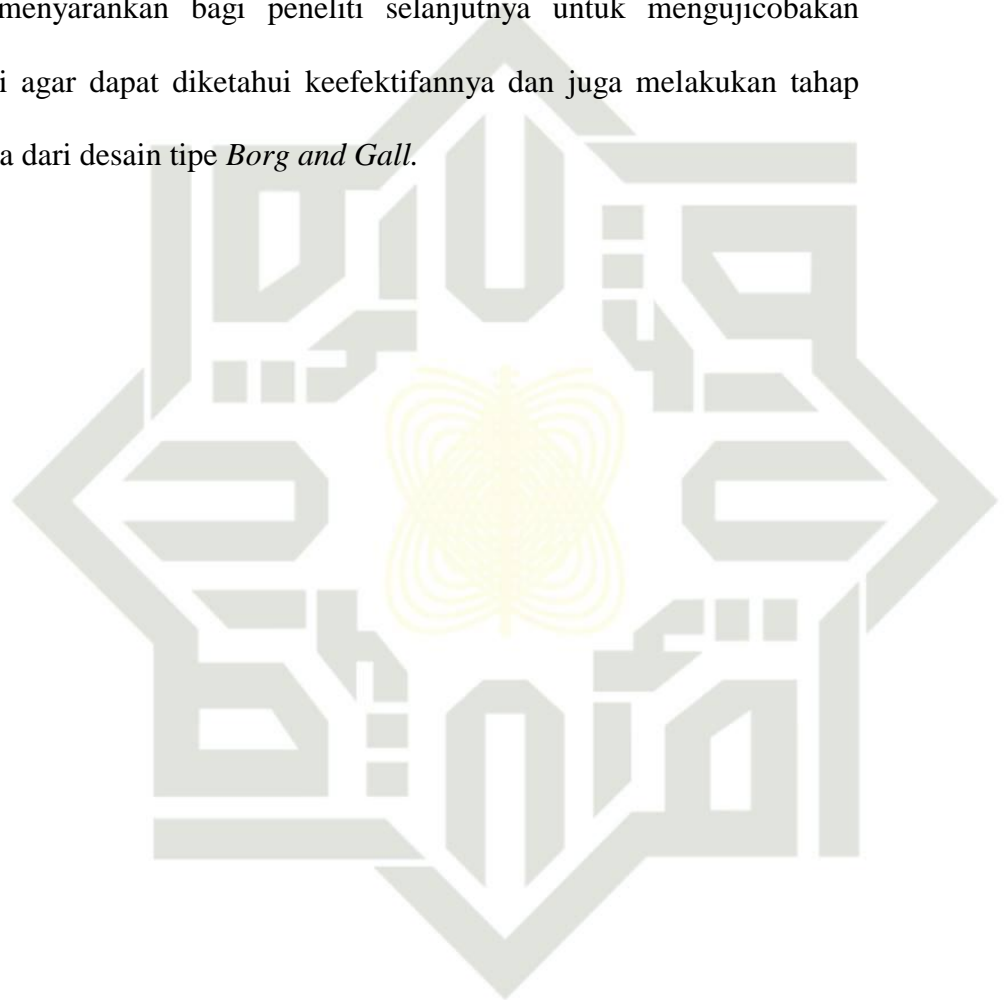 menyarankan bagi peneliti selanjutnya untuk mengujicobakan
i agar dapat diketahui keefektifannya dan juga melakukan tahap
a dari desain tipe Borg and Gall.